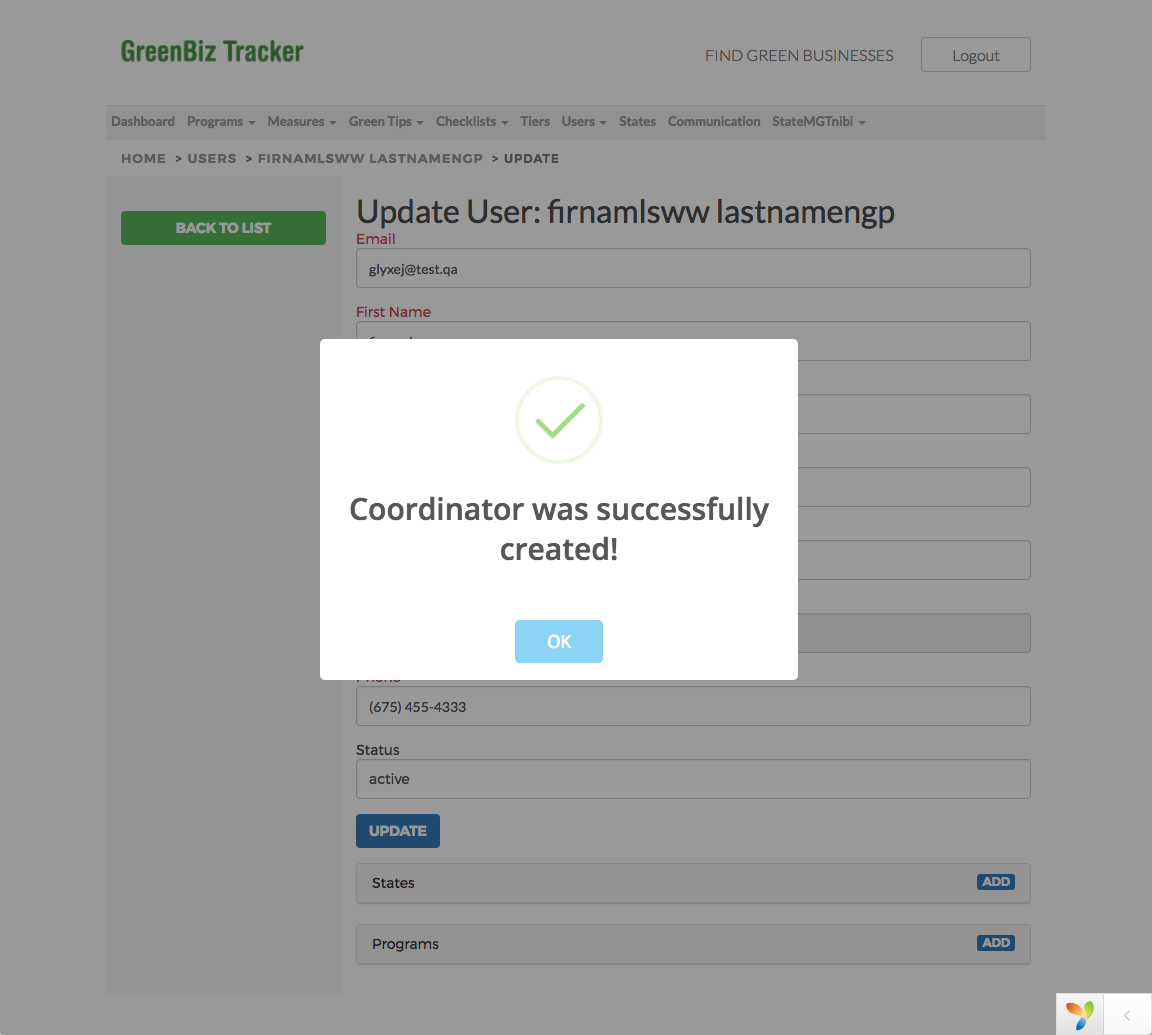 GreenBiz Tracker
FIND GREEN BUSINESSES
Logout
Dashboard Programs Measures Green Tips Checklists Tiers Users States Communication StateMGTnibi
HOME > USERS > FIRNAMLSWW LASTNAMENGP > UPDATE
BACK TO LIST
Update User: firnamlsww lastnamengp
Email
glyxej@test.qa
First Name
Coordinator was successfully
created!
OK
Phone
(675) 455-4333
Status
active
UPDATE
States
ADD
Programs
ADD